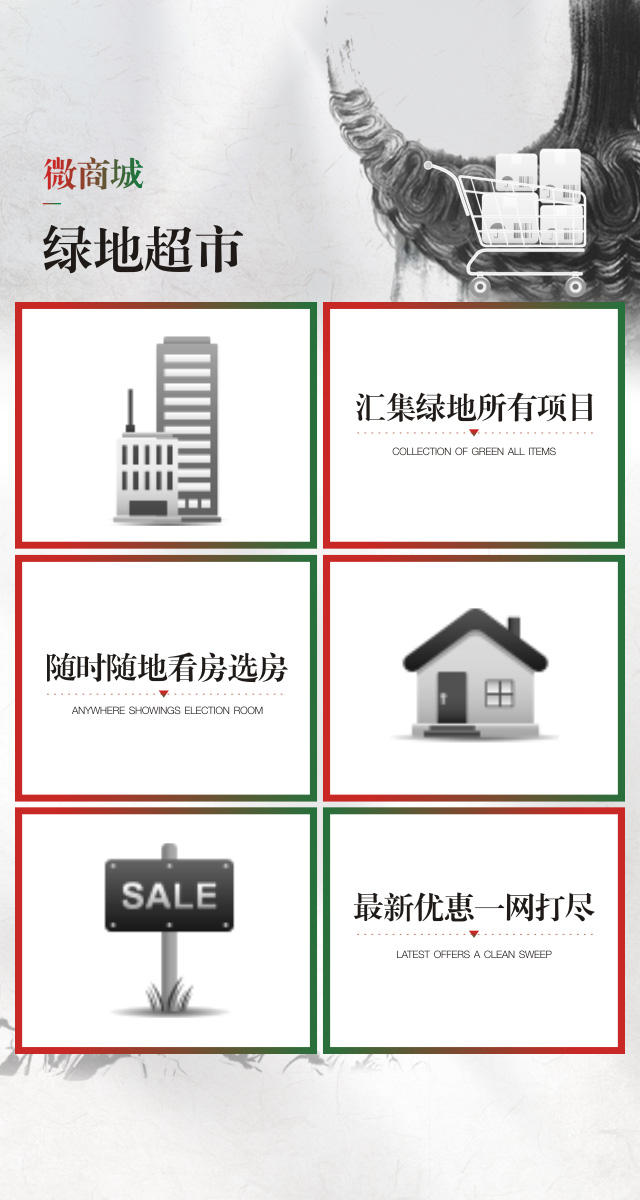 微商城
绿地超市
汇集绿地所有项目
COLLECTION OF GREEN ALL ITEMS
随时随地看房选房
ANYWHERE SHOWINGS ELECTION ROOM
SALE
最新优惠一网打尽
LATEST OFFERS A CLEAN SWEEP